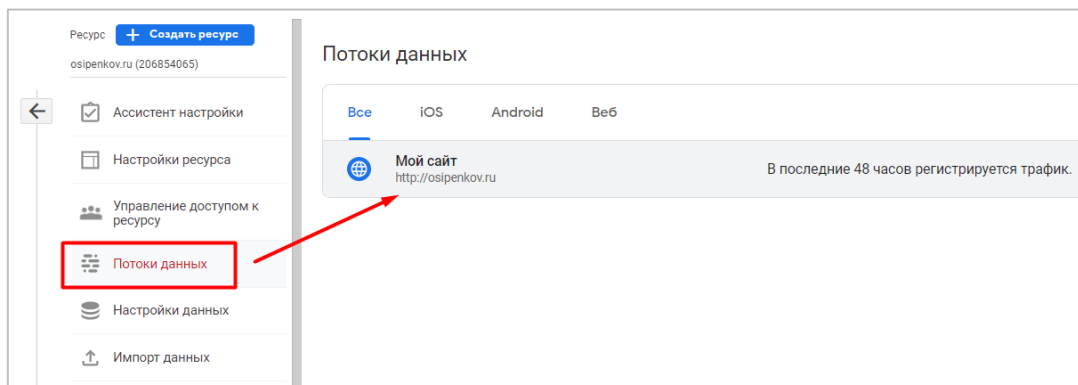 Ресурс
Создать ресурс
osipenkov.ru (206854065)
Ассистент настройки
Настройки ресурса
Управление доступом к
ресурсу
Потоки данных
Настройки данных
Импорт данных
Потоки данных
Все iOS Android Веб
Мой сайт
http://osipenkov.ru
В последние 48 часов регистрируется трафик.